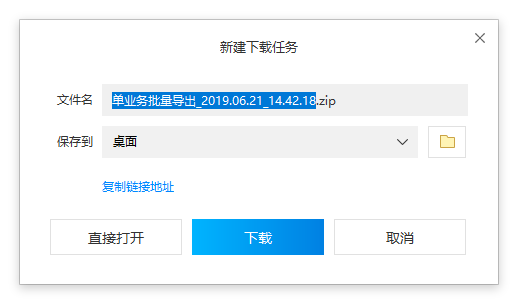 新建下载任务
文件名 单业务批量导出_2019.06.21_14.42.18.zip
保存到 桌面
复制链接地址
直接打开 下载 取消